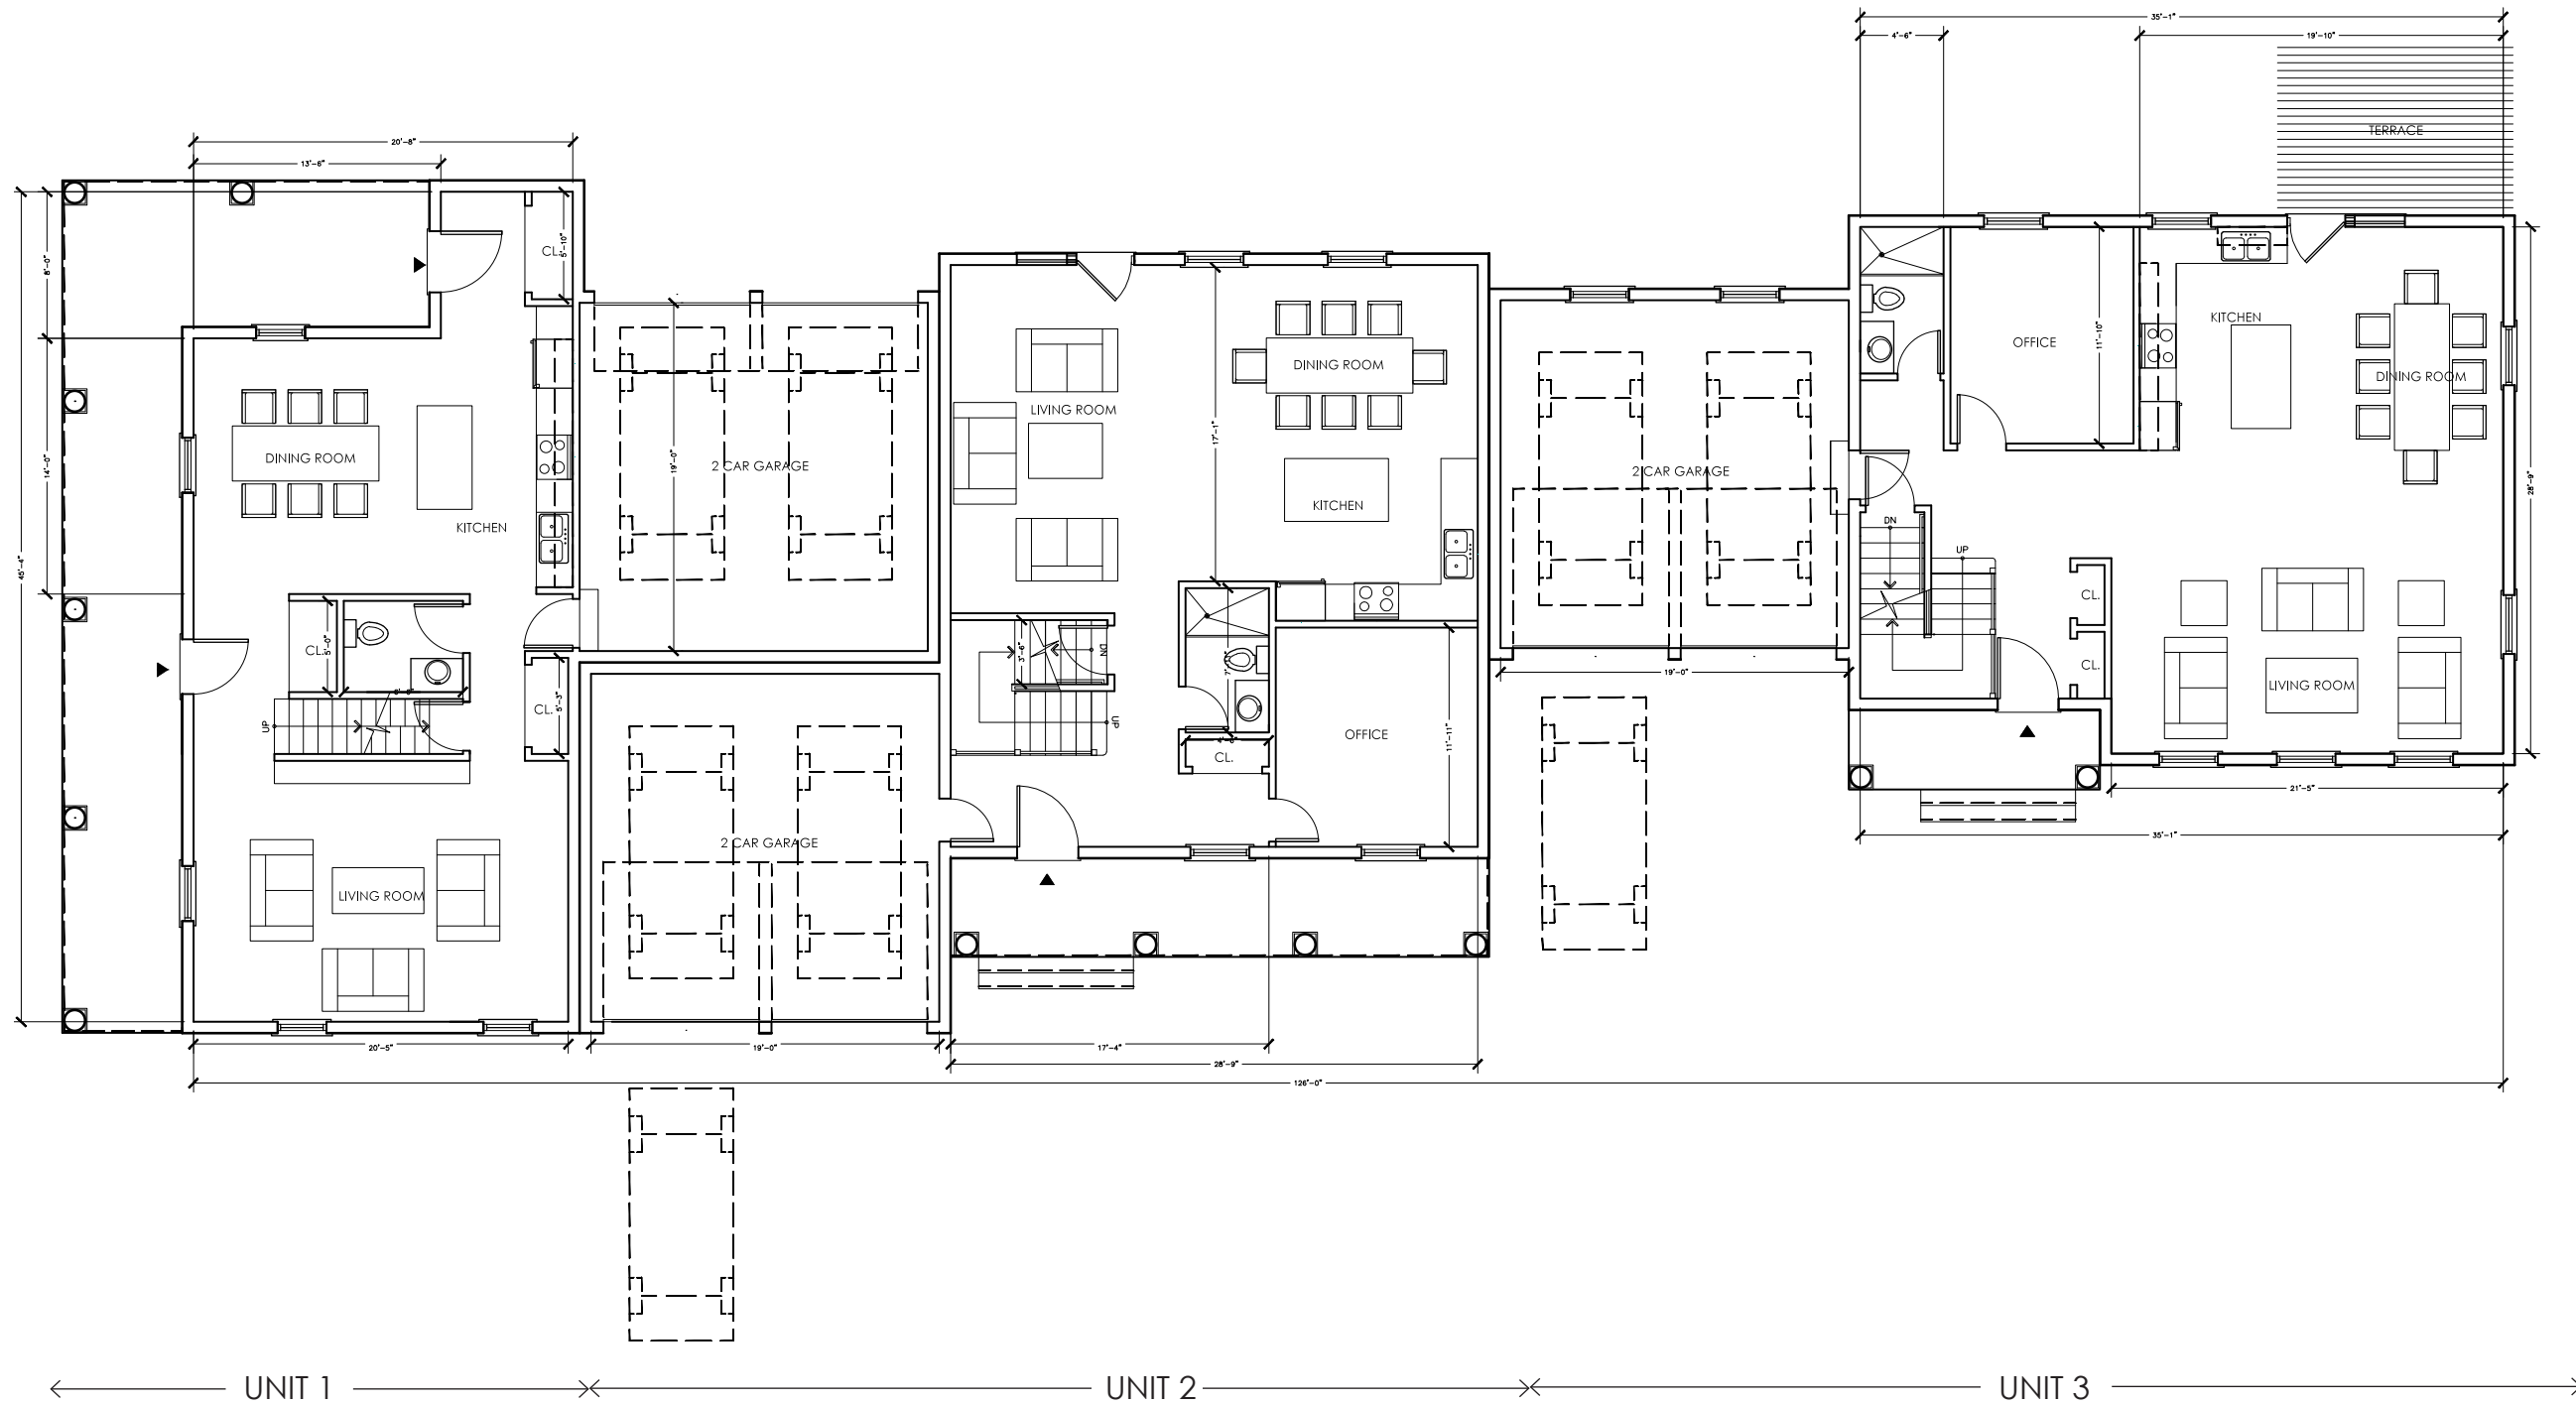 35'-1"
4'-6"
19'-10"
TERRACE
20'-8"
13'-6"
CL.
5'-10"
8'-0"
14'-0"
45'-4"
DINING ROOM
KITCHEN
CL.
5'-0"
UP
CL.
5'-3"
LIVING ROOM
20'-5"
2 CAR GARAGE
19'-0"
2 CAR GARAGE
19'-0"
LIVING ROOM
17'-1"
DINING ROOM
KITCHEN
3'-6"
DN
UP
CL.
OFFICE
11'-11"
17'-4"
28'-9"
126'-0"
2 CAR GARAGE
19'-0"
OFFICE
11'-10"
KITCHEN
DINING ROOM
28'-9"
DN
UP
CL.
CL.
LIVING ROOM
21'-5"
35'-1"
UNIT 1
UNIT 2
UNIT 3